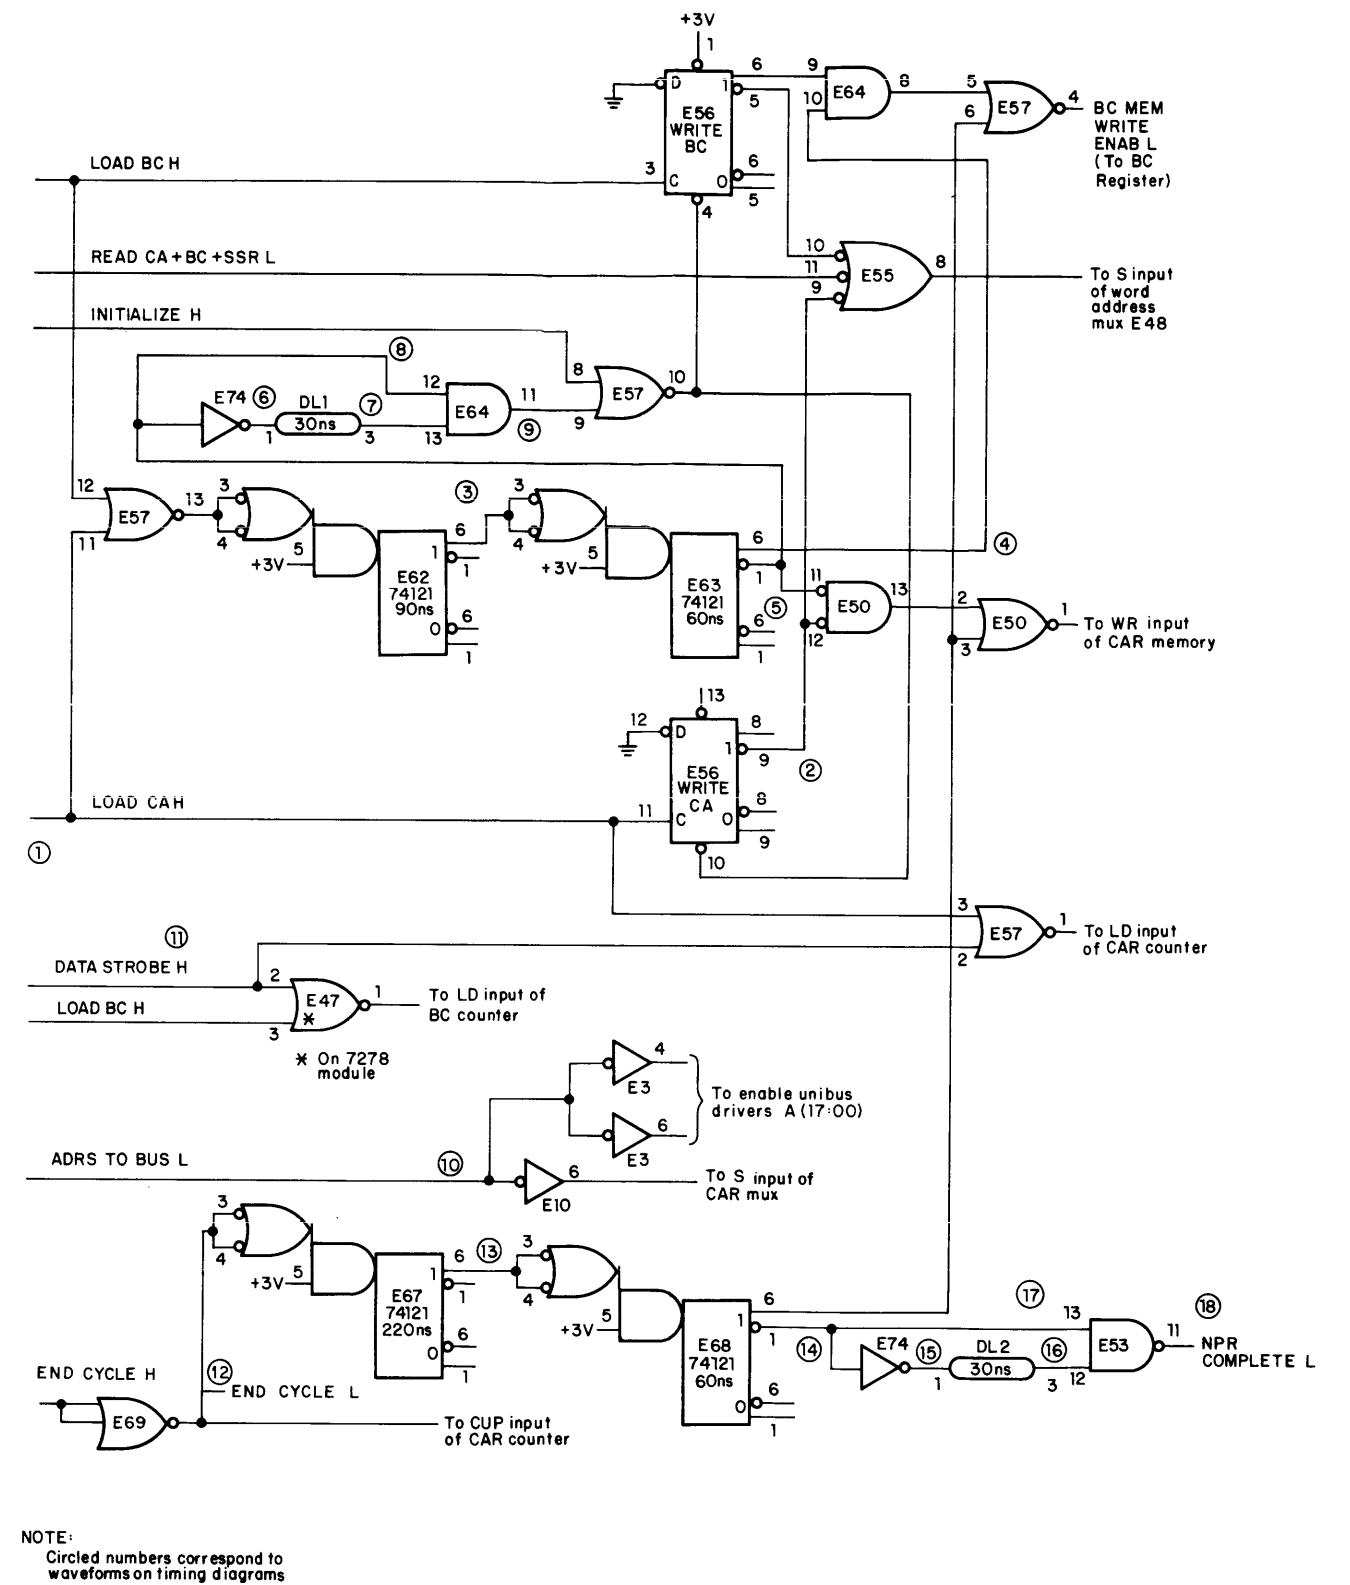 +3V
1
6
9
D
1
5
E64
8
5
10
6
E57
4
BC MEM
WRITE
ENAB L
(To BC
Register)
E56
WRITE
BC
LOAD BC H
3
C
O
6
5
4
READ CA+BC+SSR L
10
11
9
E55
8
To S input
of word
address
mux E48
INITIALIZE H
8
E57
10
9
⑧
E74
⑥
DL1
30ns
⑦
1
3
12
13
E64
11
⑨
12
11
E57
13
3
4
5
+3V
③
6
1
1
E62
74121
90ns
O
6
1
3
4
5
+3V
6
1
1
E63
74121
60ns
O
6
1
④
⑤
11
12
E50
13
2
3
E50
1
To WR input
of CAR memory
13
12
D
8
1
9
②
E56
WRITE
CA
11
C
O
8
9
10
LOAD CA H
①
3
2
E57
1
To LD input
of CAR counter
⑪
DATA STROBE H
2
E47
*
1
To LD input of
BC counter
LOAD BC H
3
* On 7278
module
4
E3
6
E3
To enable unibus
drivers A (17:00)
ADRS TO BUS L
⑩
6
E10
To S input of
CAR mux
3
4
5
+3V
6
1
1
⑬
E67
74121
220ns
O
6
1
3
4
5
+3V
6
1
1
E68
74121
60ns
O
6
1
⑭
E74
⑮
1
DL2
30ns
⑯
3
⑰
13
12
E53
11
⑱
NPR
COMPLETE L
END CYCLE H
⑫
END CYCLE L
E69
To CUP input
of CAR counter
NOTE:
Circled numbers correspond to
waveforms on timing diagrams